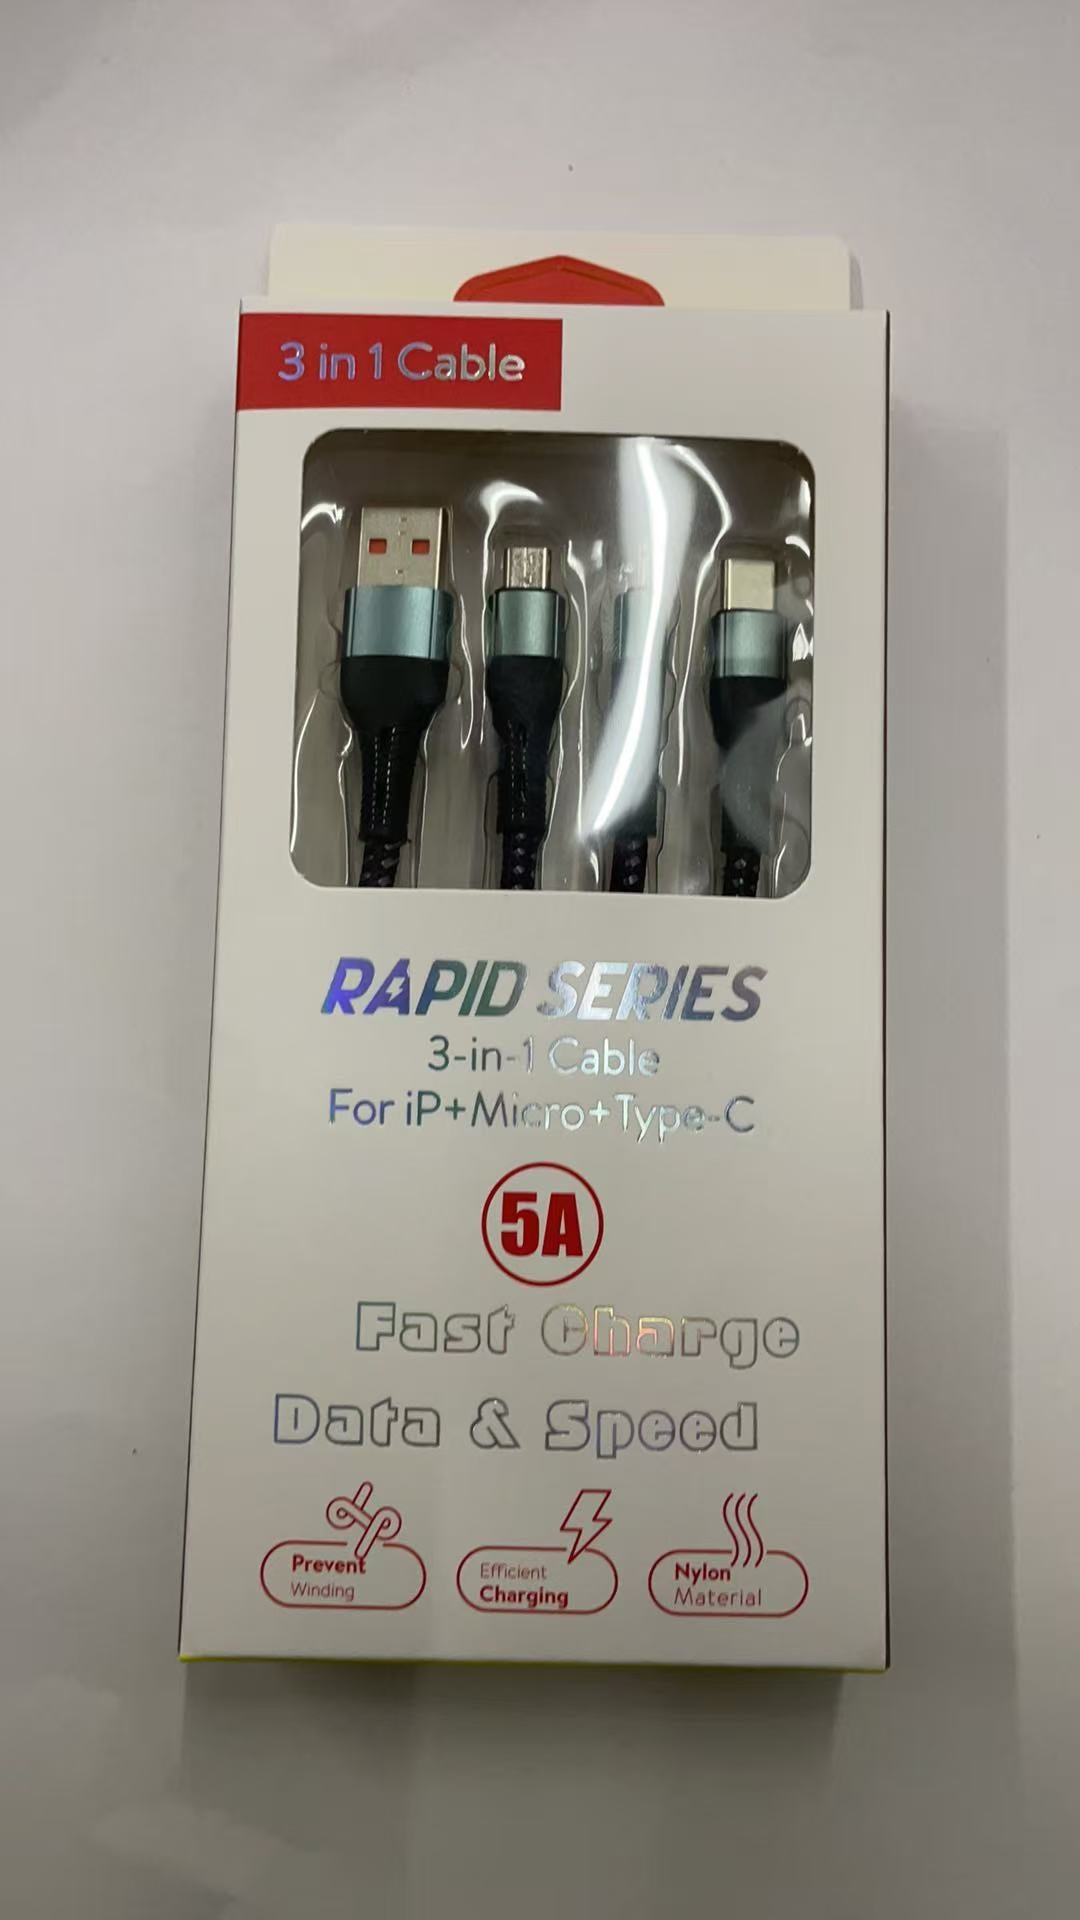 3 in 1 Cable
RAPID SERIES
3-in-1 Cable
For iP+Micro+Type-C
5A
Fast Charge
Data & Speed
Prevent
Winding
Efficient
Charging
Nylon
Material